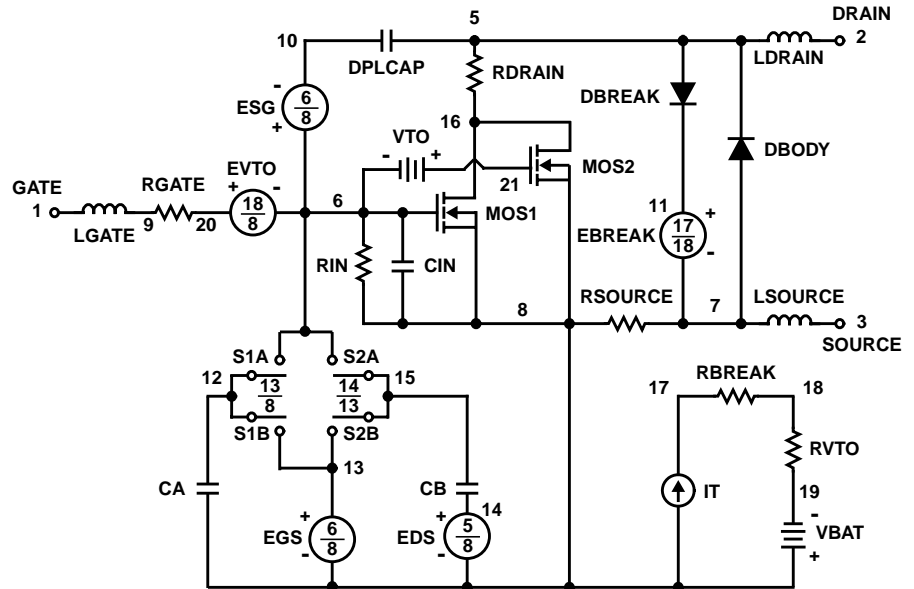 DRAIN
5
2
10
DPLCAP
LDRAIN
RDRAIN
-
6
8
ESG
+
DBREAK
16
VTO
- +
DBODY
MOS2
EVTO
+ -
21
GATE
RGATE
1
18
8
6
MOS1
11
+
LGATE
9
20
EBREAK
17
18
-
RIN
CIN
8
RSOURCE
7
LSOURCE
3
SOURCE
S1A
S2A
12
13
8
14
13
15
RBREAK
17
18
S1B
S2B
RVTO
13
CA
CB
IT
19
+
EGS
6
8
-
+
14
EDS
5
8
-
-
VBAT
+